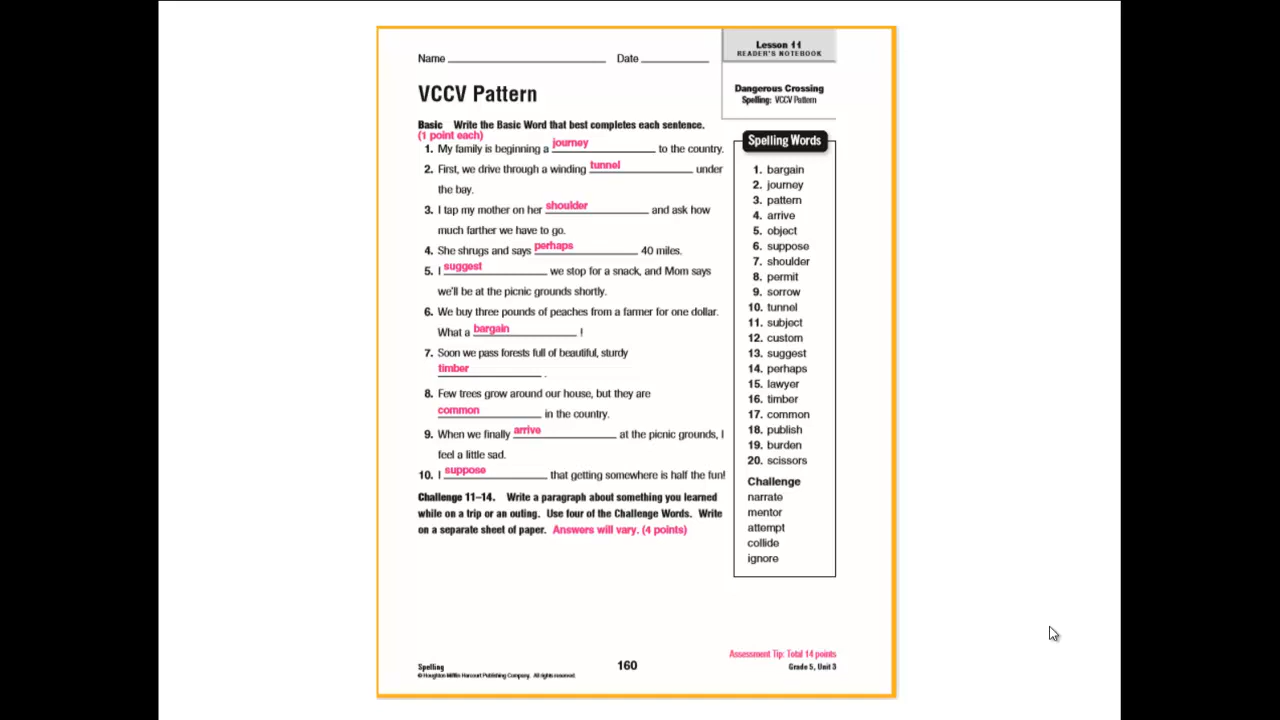 Lesson 11
READER'S NOTEBOOK
Name Date
Dangerous Crossing
Spelling: VCCV Pattern
VCCV Pattern
Basic Write the Basic Word that best completes each sentence.
(1 point each)
1. My family is beginning a journey to the country.
2. First, we drive through a winding tunnel under
the bay.
3. I tap my mother on her shoulder and ask how
much farther we have to go.
4. She shrugs and says perhaps 40 miles.
5. I suggest we stop for a snack, and Mom says
we'll be at the picnic grounds shortly.
6. We buy three pounds of peaches from a farmer for one dollar.
What a bargain !
7. Soon we pass forests full of beautiful, sturdy
timber .
8. Few trees grow around our house, but they are
common in the country.
9. When we finally arrive at the picnic grounds, I
feel a little sad.
10. I suppose that getting somewhere is half the fun!
Challenge 11–14. Write a paragraph about something you learned
while on a trip or an outing. Use four of the Challenge Words. Write
on a separate sheet of paper. Answers will vary. (4 points)
Spelling Words
1. bargain
2. journey
3. pattern
4. arrive
5. object
6. suppose
7. shoulder
8. permit
9. sorrow
10. tunnel
11. subject
12. custom
13. suggest
14. perhaps
15. lawyer
16. timber
17. common
18. publish
19. burden
20. scissors
Challenge
narrate
mentor
attempt
collide
ignore
Assessment Tip: Total 14 points
Spelling 160 Grade 5, Unit 3
© Houghton Mifflin Harcourt Publishing Company. All rights reserved.